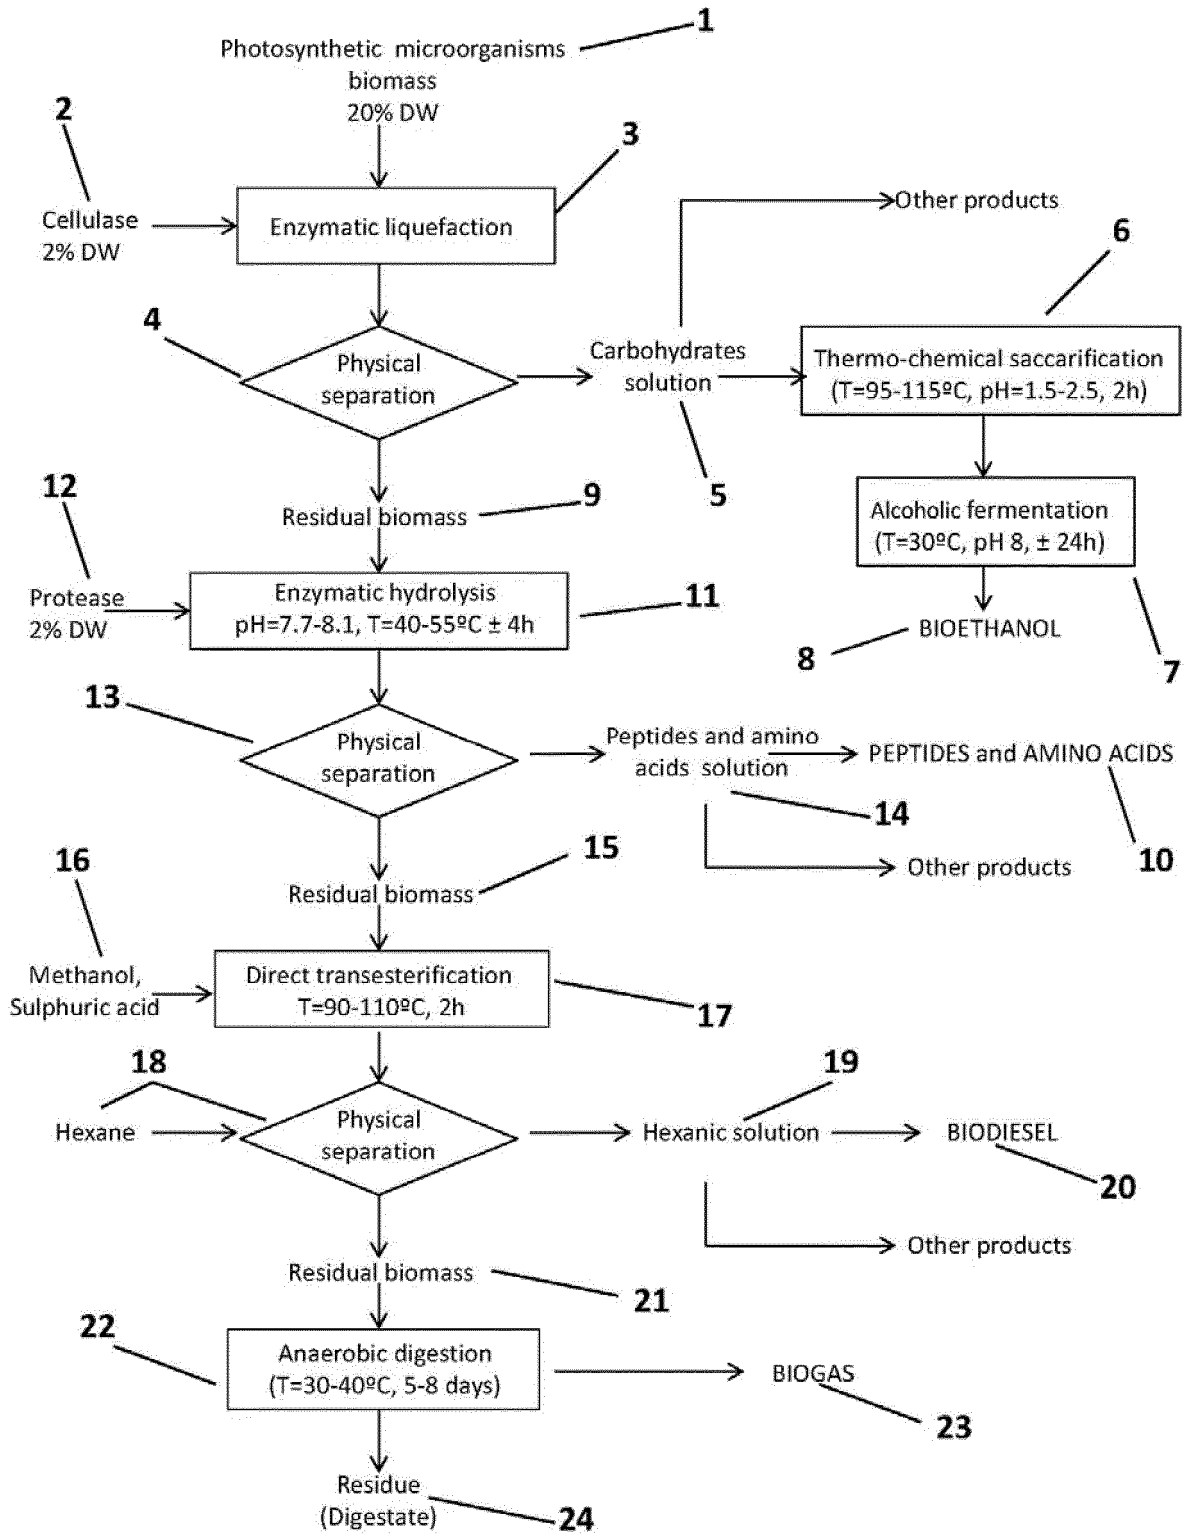 1
Photosynthetic microorganisms
biomass
20% DW
2
3
Cellulase
2% DW
Enzymatic liquefaction
Other products
6
4
Physical
separation
Carbohydrates
solution
Thermo-chemical saccarification
(T=95-115ºC, pH=1.5-2.5, 2h)
5
12
9
Residual biomass
Alcoholic fermentation
(T=30ºC, pH 8, ± 24h)
Protease
2% DW
Enzymatic hydrolysis
pH=7.7-8.1, T=40-55ºC ± 4h
11
BIOETHANOL
8
7
13
Physical
separation
Peptides and amino
acids solution
PEPTIDES and AMINO ACIDS
14
10
Other products
15
16
Residual biomass
Methanol,
Sulphuric acid
Direct transesterification
T=90-110ºC, 2h
17
18
19
Hexane
Physical
separation
Hexanic solution
BIODIESEL
20
Other products
Residual biomass
21
22
Anaerobic digestion
(T=30-40ºC, 5-8 days)
BIOGAS
23
Residue
(Digestate)
24